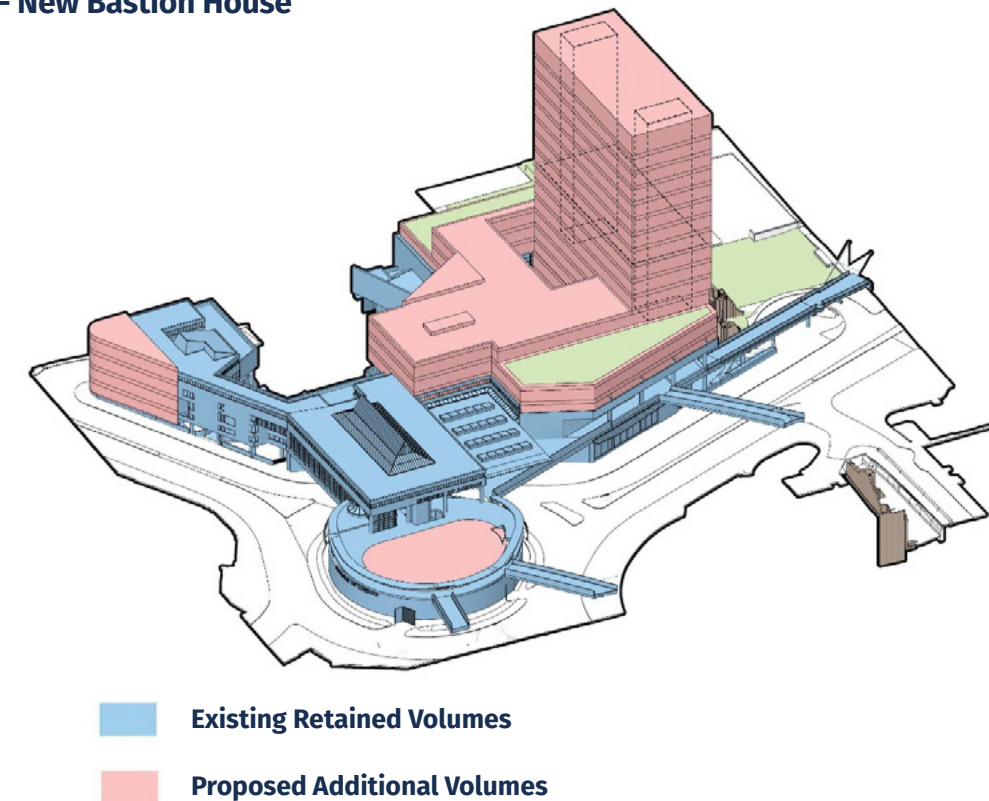 – New Bastion House
Existing Retained Volumes
Proposed Additional Volumes